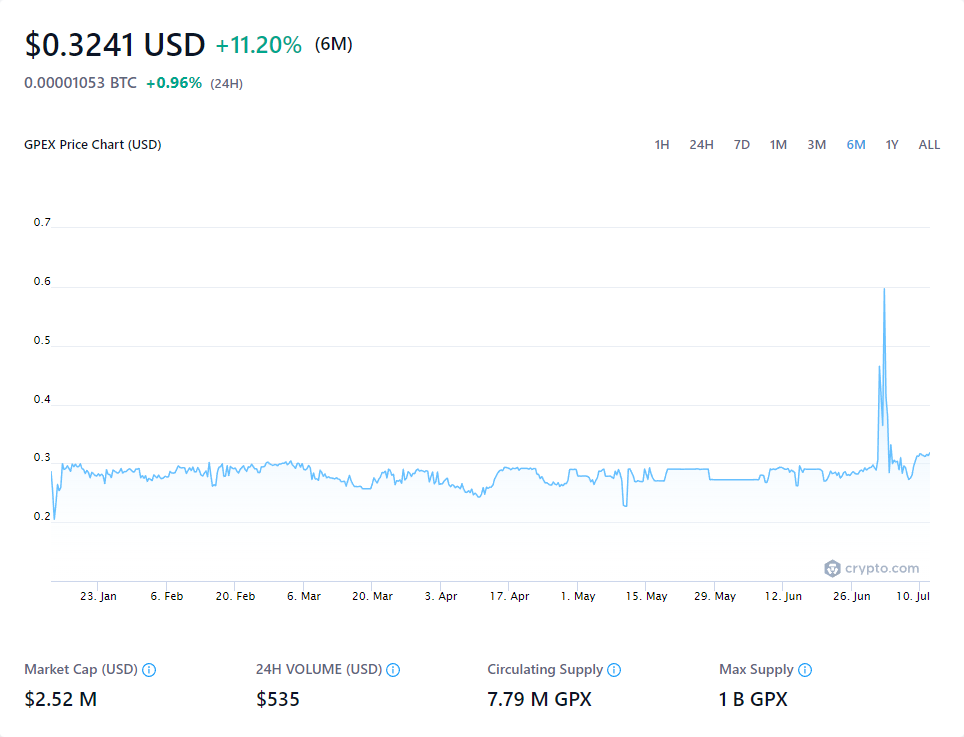 $0.3241 USD +11.20% (6M)
0.00001053 BTC +0.96% (24H)
GPEX Price Chart (USD) 1H 24H 7D 1M 3M 6M 1Y ALL
0.7
0.6
0.5
0.4
0.3
0.2
crypto.com
23. Jan 6. Feb 20. Feb 6. Mar 20. Mar 3. Apr 17. Apr 1. May 15. May 29. May 12. Jun 26. Jun 10. Jul
Market Cap (USD) 24H VOLUME (USD) Circulating Supply Max Supply
$2.52 M $535 7.79 M GPX 1 B GPX